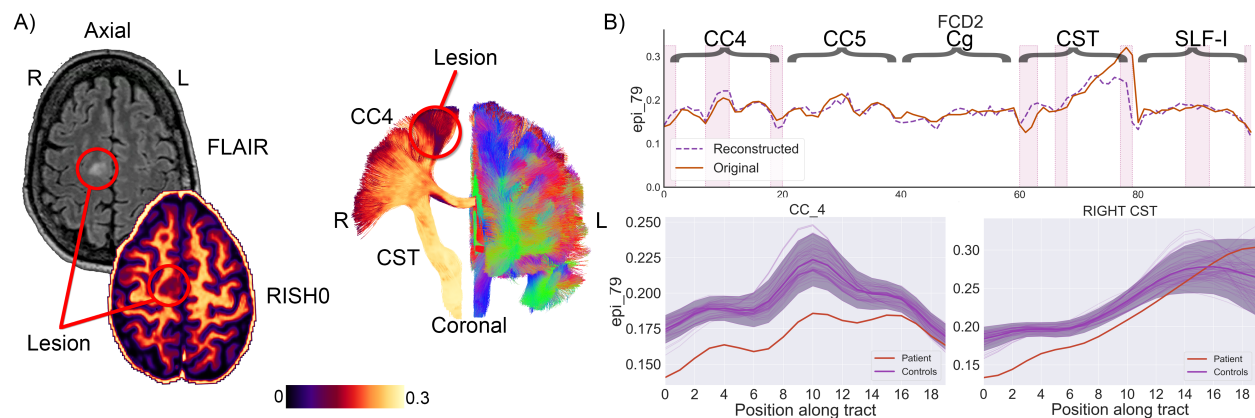 A)
Axial
R
L
FLAIR
RISH0
Lesion
Lesion
CC4
R
L
CST
Coronal
0
0.3
B)
FCD2
CC4
CC5
Cg
CST
SLF-I
epi_79
0.3
0.2
0.1
0.0
Reconstructed
Original
0
20
40
60
80
CC_4
epi_79
0.250
0.225
0.200
0.175
0.150
Patient
Controls
0 2 4 6 8 10 12 14 16 18
Position along tract
RIGHT CST
0.30
0.25
0.20
0.15
Patient
Controls
0 2 4 6 8 10 12 14 16 18
Position along tract